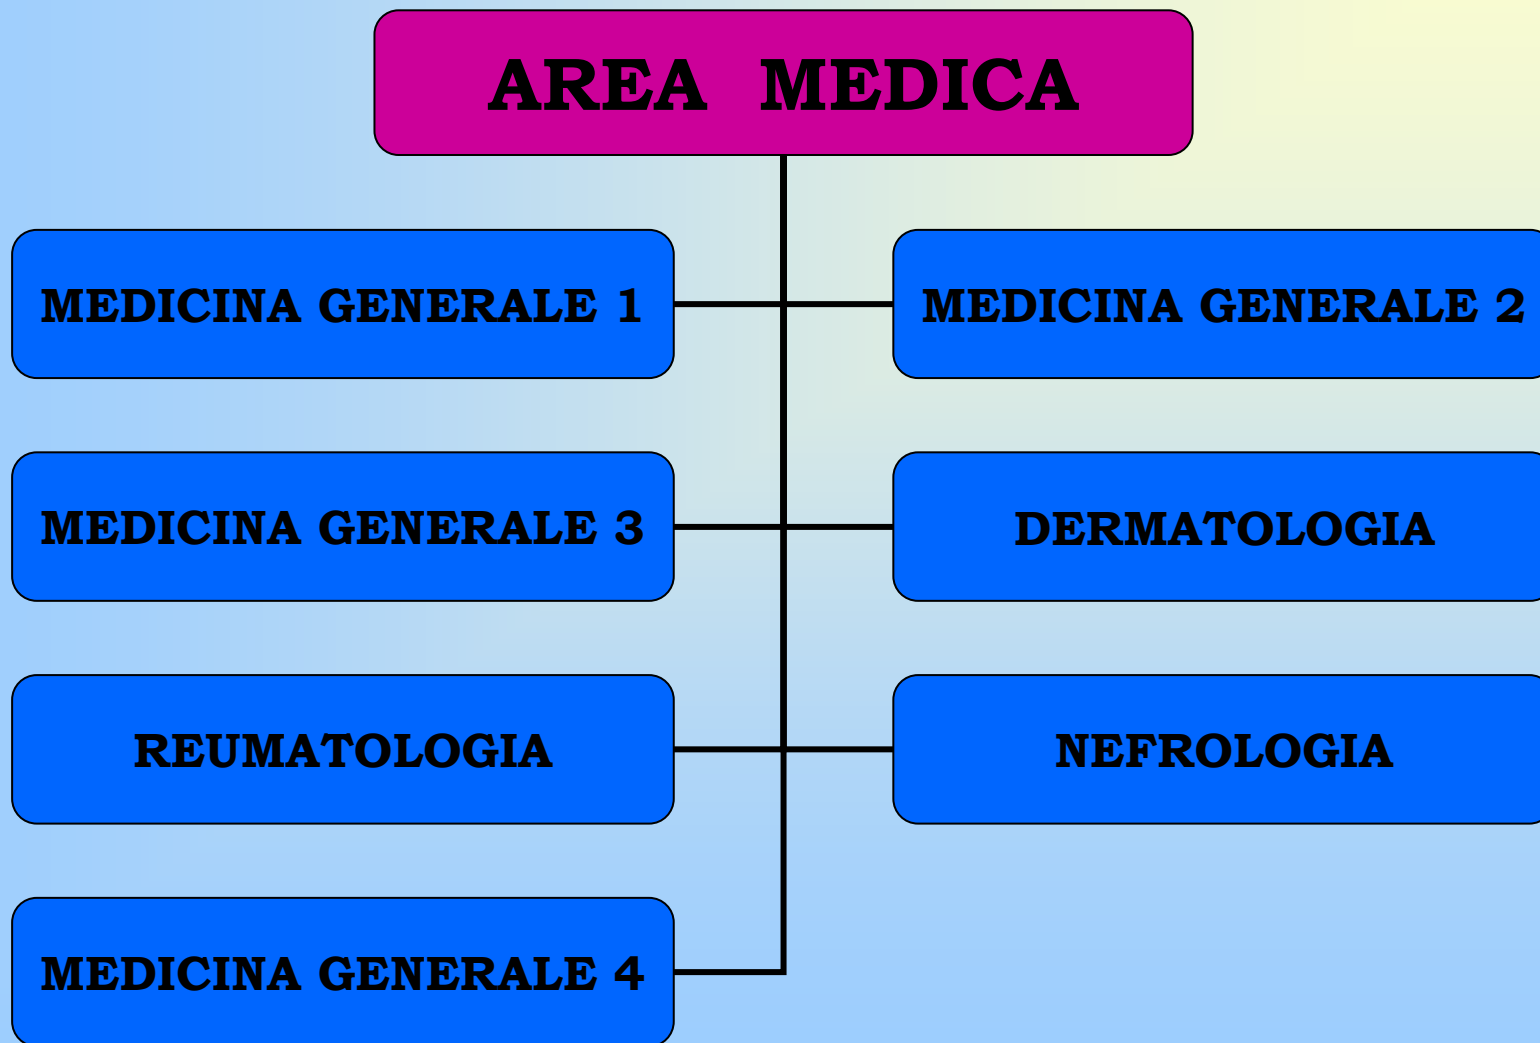 AREA MEDICA
MEDICINA GENERALE 1
MEDICINA GENERALE 2
MEDICINA GENERALE 3
DERMATOLOGIA
REUMATOLOGIA
NEFROLOGIA
MEDICINA GENERALE 4